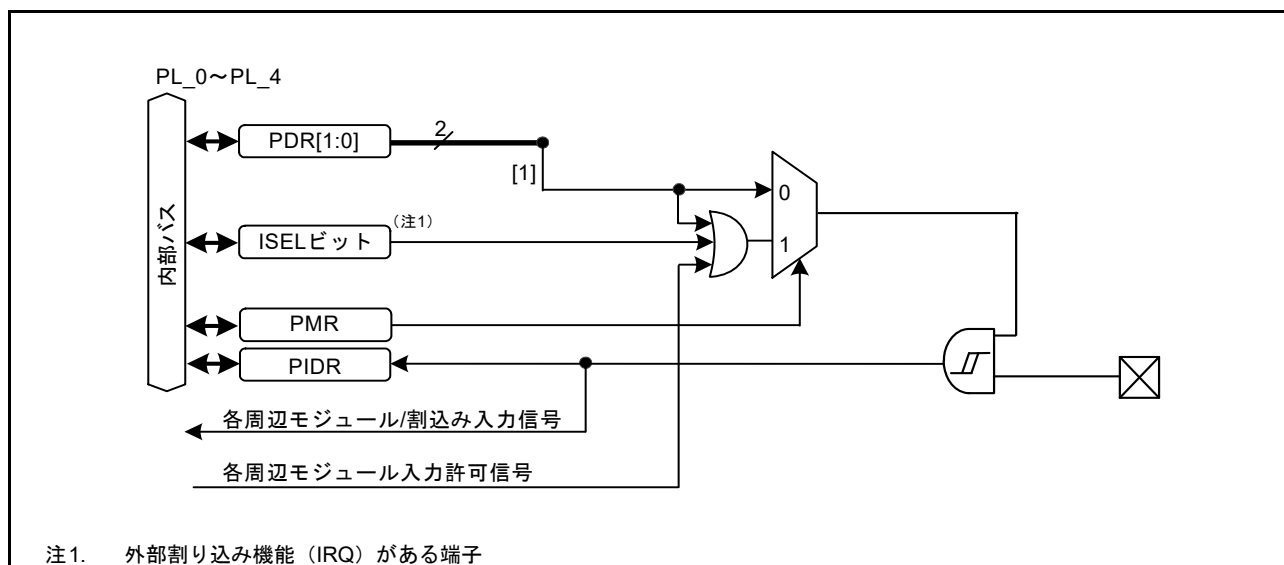 PL_0～PL_4
内部バス
PDR[1:0]
2
[1]
0
ISELビット
（注1）
1
PMR
PIDR
各周辺モジュール/割込み入力信号
各周辺モジュール入力許可信号
注1. 外部割り込み機能（IRQ）がある端子